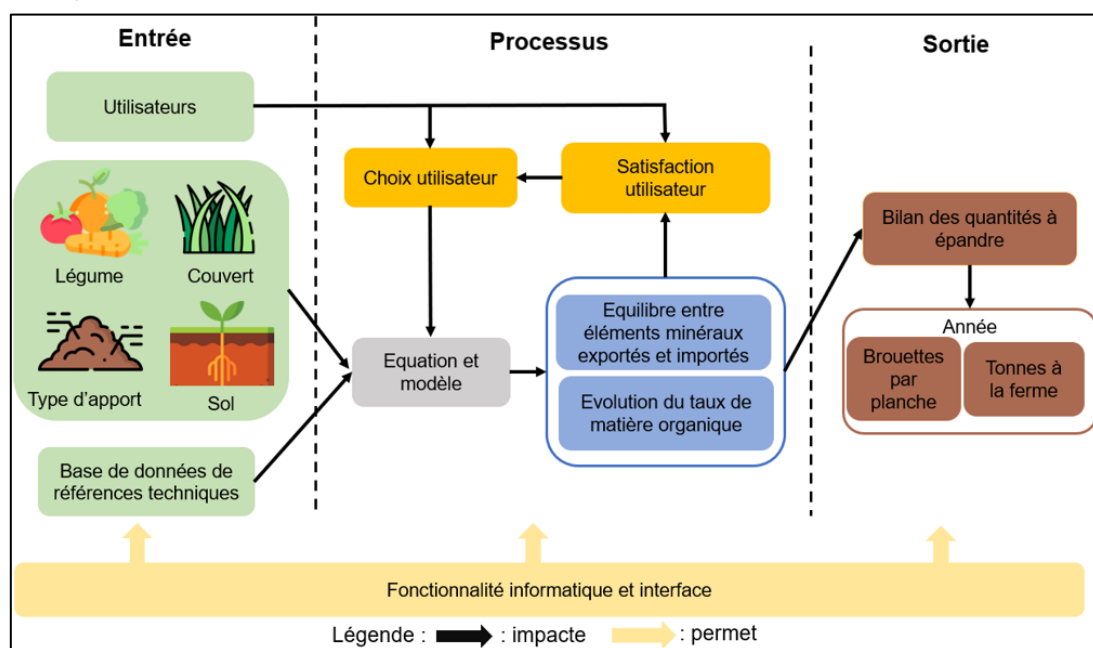 Entrée
Processus
Sortie
Utilisateurs
Légume
Couvert
Type d'apport
Sol
Base de données de
références techniques
Choix utilisateur
Satisfaction
utilisateur
Equation et
modèle
Equilibre entre
éléments minéraux
exportés et importés
Evolution du taux de
matière organique
Bilan des quantités à
épandre
Année
Brouettes
par
planche
Tonnes à
la ferme
Fonctionnalité informatique et interface
Légende : : impacte : permet